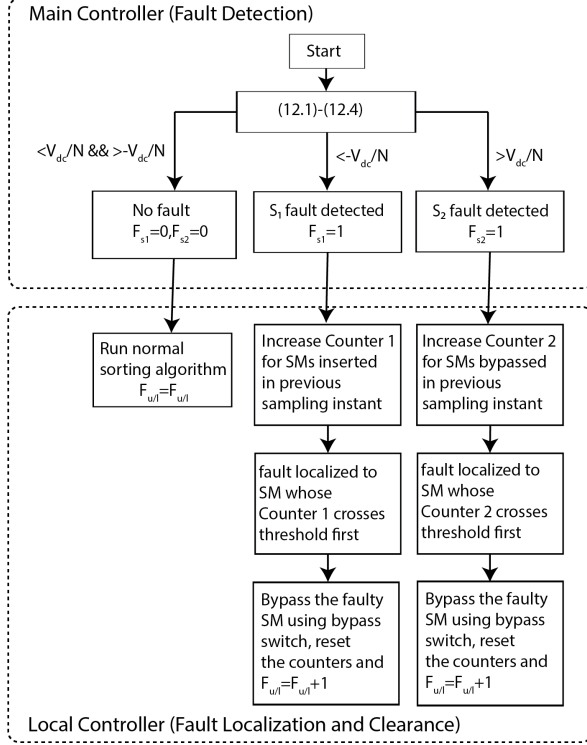 Main Controller (Fault Detection)
Start
(12.1)-(12.4)
<Vdc/N && >-Vdc/N
<-Vdc/N
>Vdc/N
No fault
Fs1=0,Fs2=0
S1 fault detected
Fs1=1
S2 fault detected
Fs2=1
Run normal
sorting algorithm
Fu/l=Fu/l
Increase Counter 1
for SMs inserted
in previous
sampling instant
Increase Counter 2
for SMs bypassed
in previous
sampling instant
fault localized to
SM whose
Counter 1 crosses
threshold first
fault localized to
SM whose
Counter 2 crosses
threshold first
Bypass the faulty
SM using bypass
switch, reset
the counters and
Fu/l=Fu/l+1
Bypass the faulty
SM using bypass
switch, reset
the counters and
Fu/l=Fu/l+1
Local Controller (Fault Localization and Clearance)